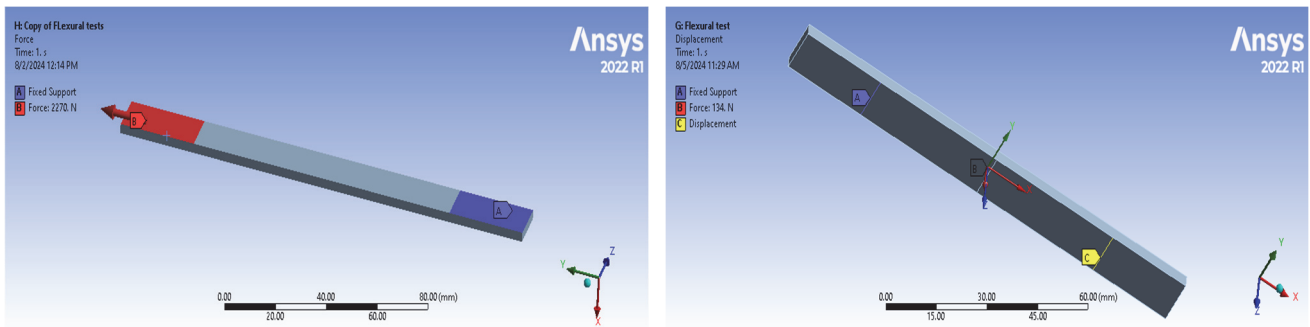 H: Copy of FLexural tests
Force
Time: 1. s
8/2/2024 12:14 PM
A Fixed Support
B Force: 2270. N
Ansys
2022 R1
B
A
Z
Y
X
0.00 40.00 80.00 (mm)
20.00 60.00
G: Flexural test
Displacement
Time: 1. s
8/5/2024 11:29 AM
A Fixed Support
B Force: 134. N
C Displacement
Ansys
2022 R1
A
Y
B
X
Z
C
Y
X
Z
0.00 30.00 60.00 (mm)
15.00 45.00